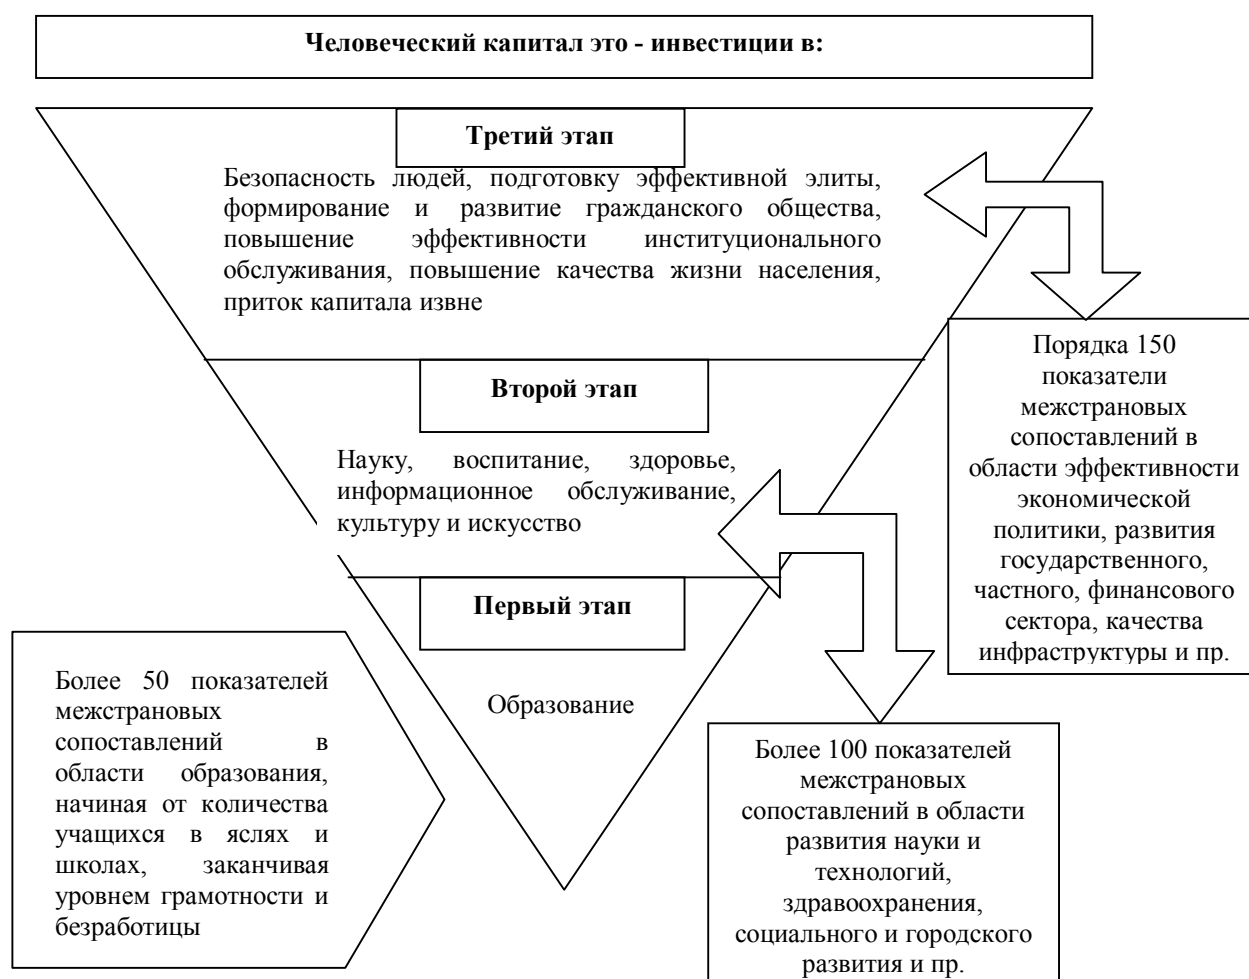 Человеческий капитал это - инвестиции в:
Третий этап
Безопасность людей, подготовку эффективной элиты,
формирование и развитие гражданского общества,
повышение эффективности институционального
обслуживания, повышение качества жизни населения,
приток капитала извне
Порядка 150
показатели
межстрановых
сопоставлений в
области эффективности
экономической
политики, развития
государственного,
частного, финансового
сектора, качества
инфраструктуры и пр.
Второй этап
Науку, воспитание, здоровье,
информационное обслуживание,
культуру и искусство
Первый этап
Образование
Более 50 показателей
межстрановых
сопоставлений в
области образования,
начиная от количества
учащихся в яслях и
школах, заканчивая
уровнем грамотности и
безработицы
Более 100 показателей
межстрановых
сопоставлений в области
развития науки и
технологий,
здравоохранения,
социального и городского
развития и пр.